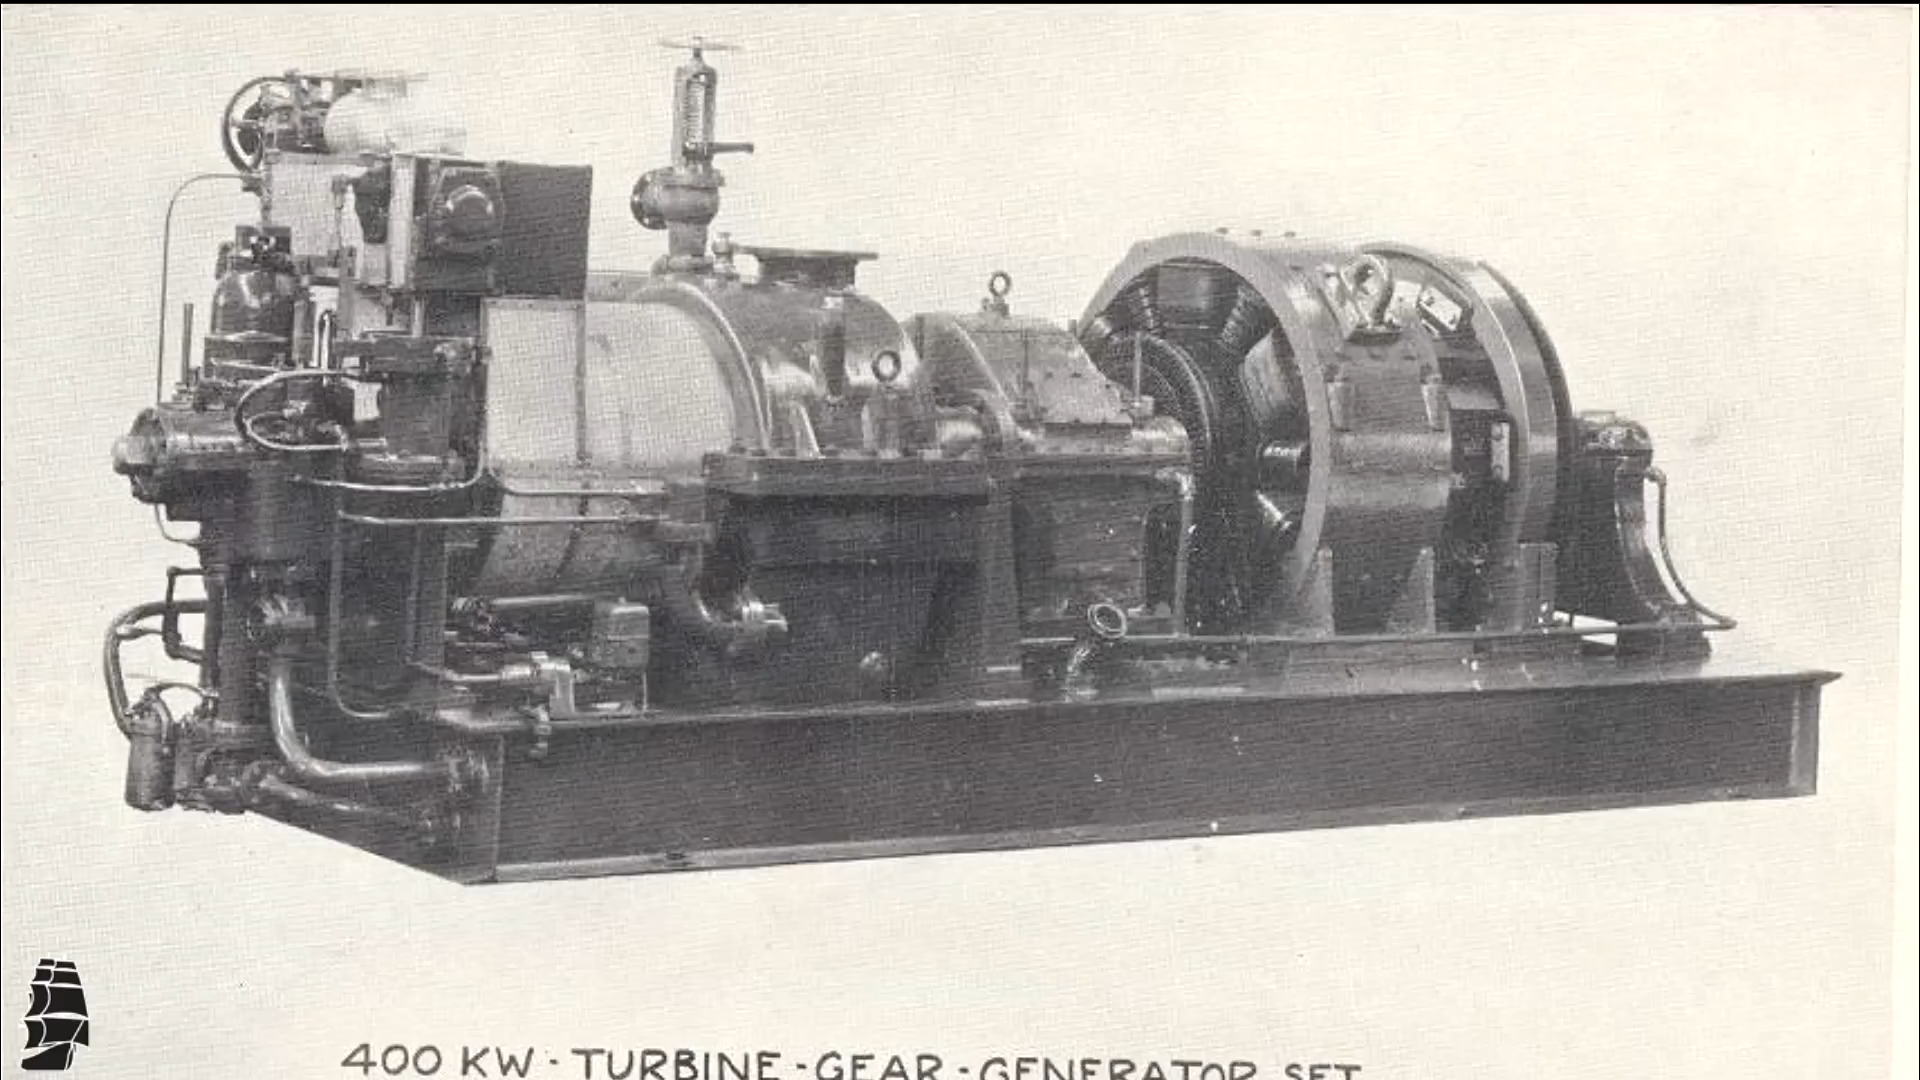 400 KW - TURBINE - GEAR - GENERATOR SET